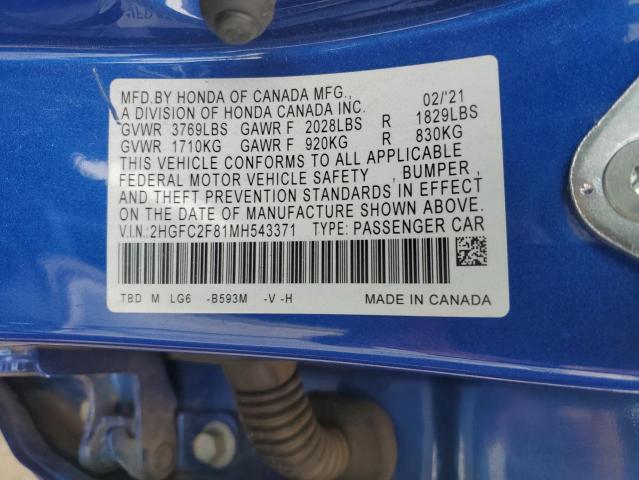 MFD.BY HONDA OF CANADA MFG., 02/'21
A DIVISION OF HONDA CANADA INC.
GVWR 3769LBS GAWR F 2028LBS R 1829LBS
GVWR 1710KG GAWR F 920KG R 830KG
THIS VEHICLE CONFORMS TO ALL APPLICABLE
FEDERAL MOTOR VEHICLE SAFETY , BUMPER ,
AND THEFT PREVENTION STANDARDS IN EFFECT
ON THE DATE OF MANUFACTURE SHOWN ABOVE.
V.I.N.:2HGFC2F81MH543371 TYPE: PASSENGER CAR
TBD M LG6 -B593M -V -H MADE IN CANADA